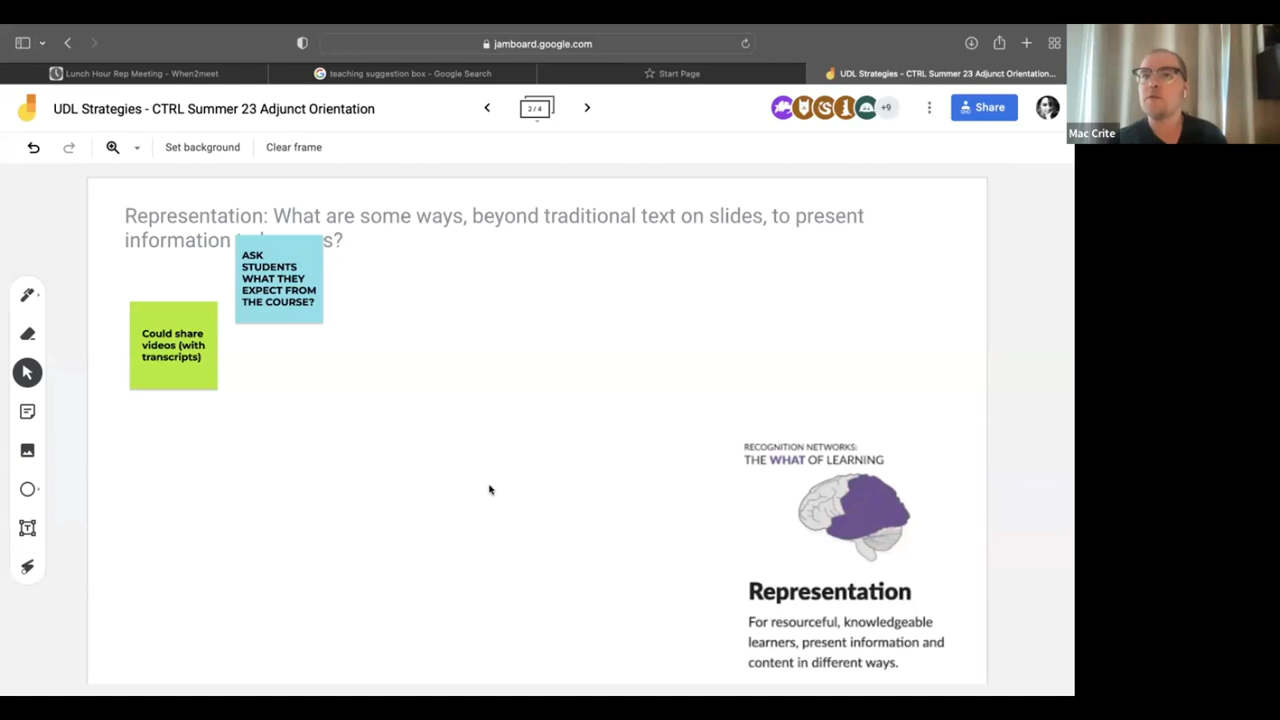 jamboard.google.com
Lunch Hour Rep Meeting - When2meet
teaching suggestion box - Google Search
Start Page
UDL Strategies - CTRL Summer 23 Adjunct Orientation...
UDL Strategies - CTRL Summer 23 Adjunct Orientation
2 / 4
+9
Share
Mac Crite
Set background
Clear frame
Representation: What are some ways, beyond traditional text on slides, to present
information
s?
ASK
STUDENTS
WHAT THEY
EXPECT FROM
THE COURSE?
Could share
videos (with
transcripts)
RECOGNITION NETWORKS:
THE WHAT OF LEARNING
Representation
For resourceful, knowledgeable
learners, present information and
content in different ways.